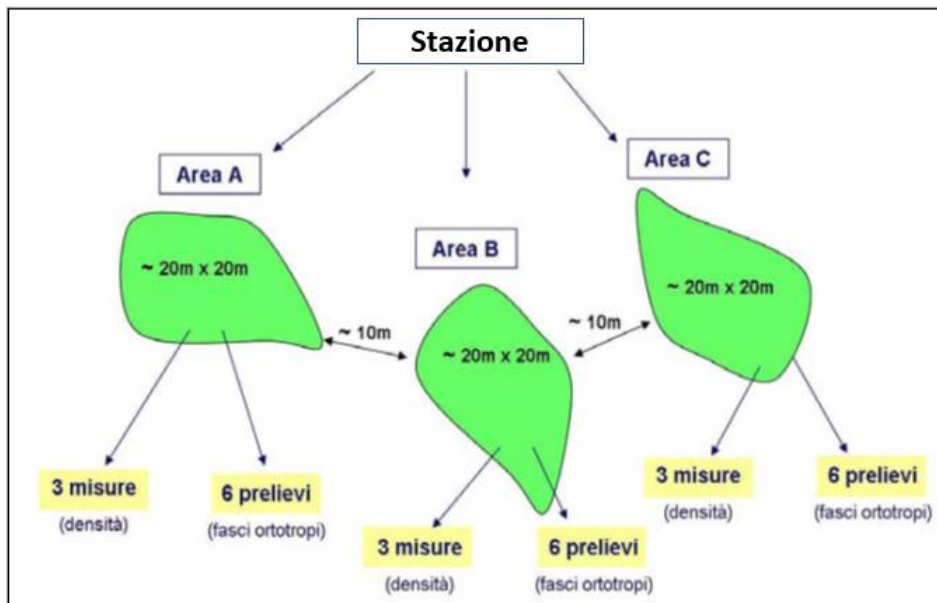 Stazione
Area A
Area B
Area C
~ 20m x 20m
~ 10m
~ 20m x 20m
~ 10m
~ 20m x 20m
3 misure
(densità)
6 prelievi
(fasci ortotropi)
3 misure
(densità)
6 prelievi
(fasci ortotropi)
3 misure
(densità)
6 prelievi
(fasci ortotropi)